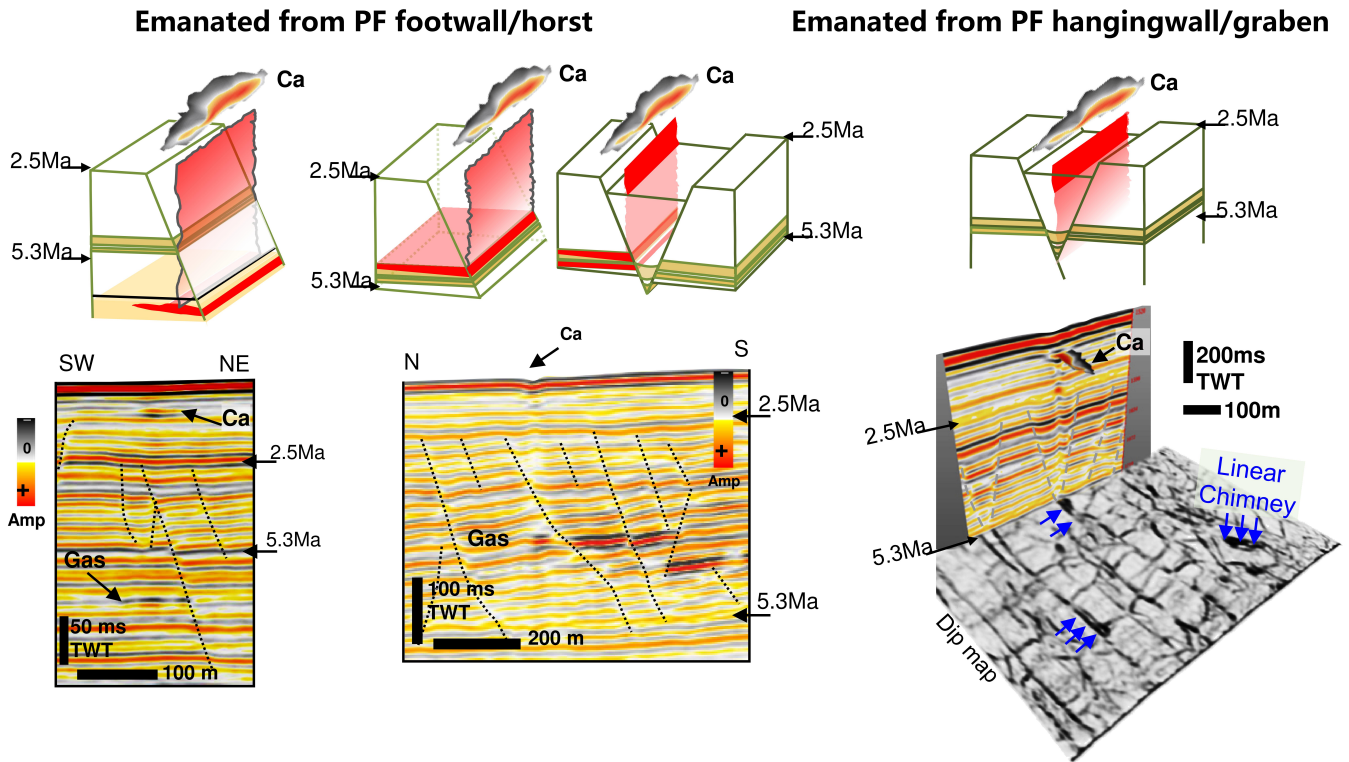 Emanated from PF footwall/horst
Emanated from PF hangingwall/graben
Ca
2.5Ma
5.3Ma
Ca
2.5Ma
5.3Ma
Ca
2.5Ma
5.3Ma
Ca
2.5Ma
5.3Ma
SW
NE
Ca
2.5Ma
5.3Ma
Gas
0
+
Amp
50 ms
TWT
100 m
N
S
Ca
0
+
Amp
2.5Ma
Gas
100 ms
TWT
200 m
5.3Ma
Ca
200ms
TWT
100m
2.5Ma
5.3Ma
Linear
Chimney
Dip map